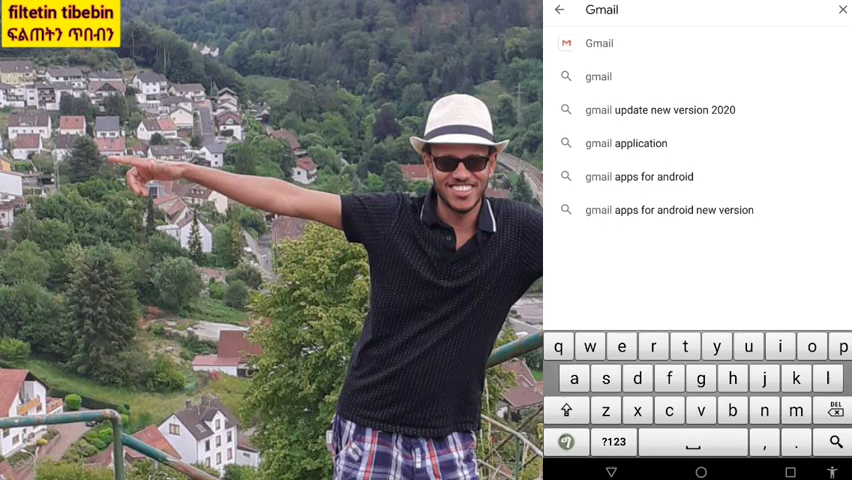 filtetin tibebin
ፍልጠትን ጥበብን
Gmail
Gmail
gmail
gmail update new version 2020
gmail application
gmail apps for android
gmail apps for android new version
q w e r t y u i o p
a s d f g h j k l
z x c v b n m DEL
?123 , .